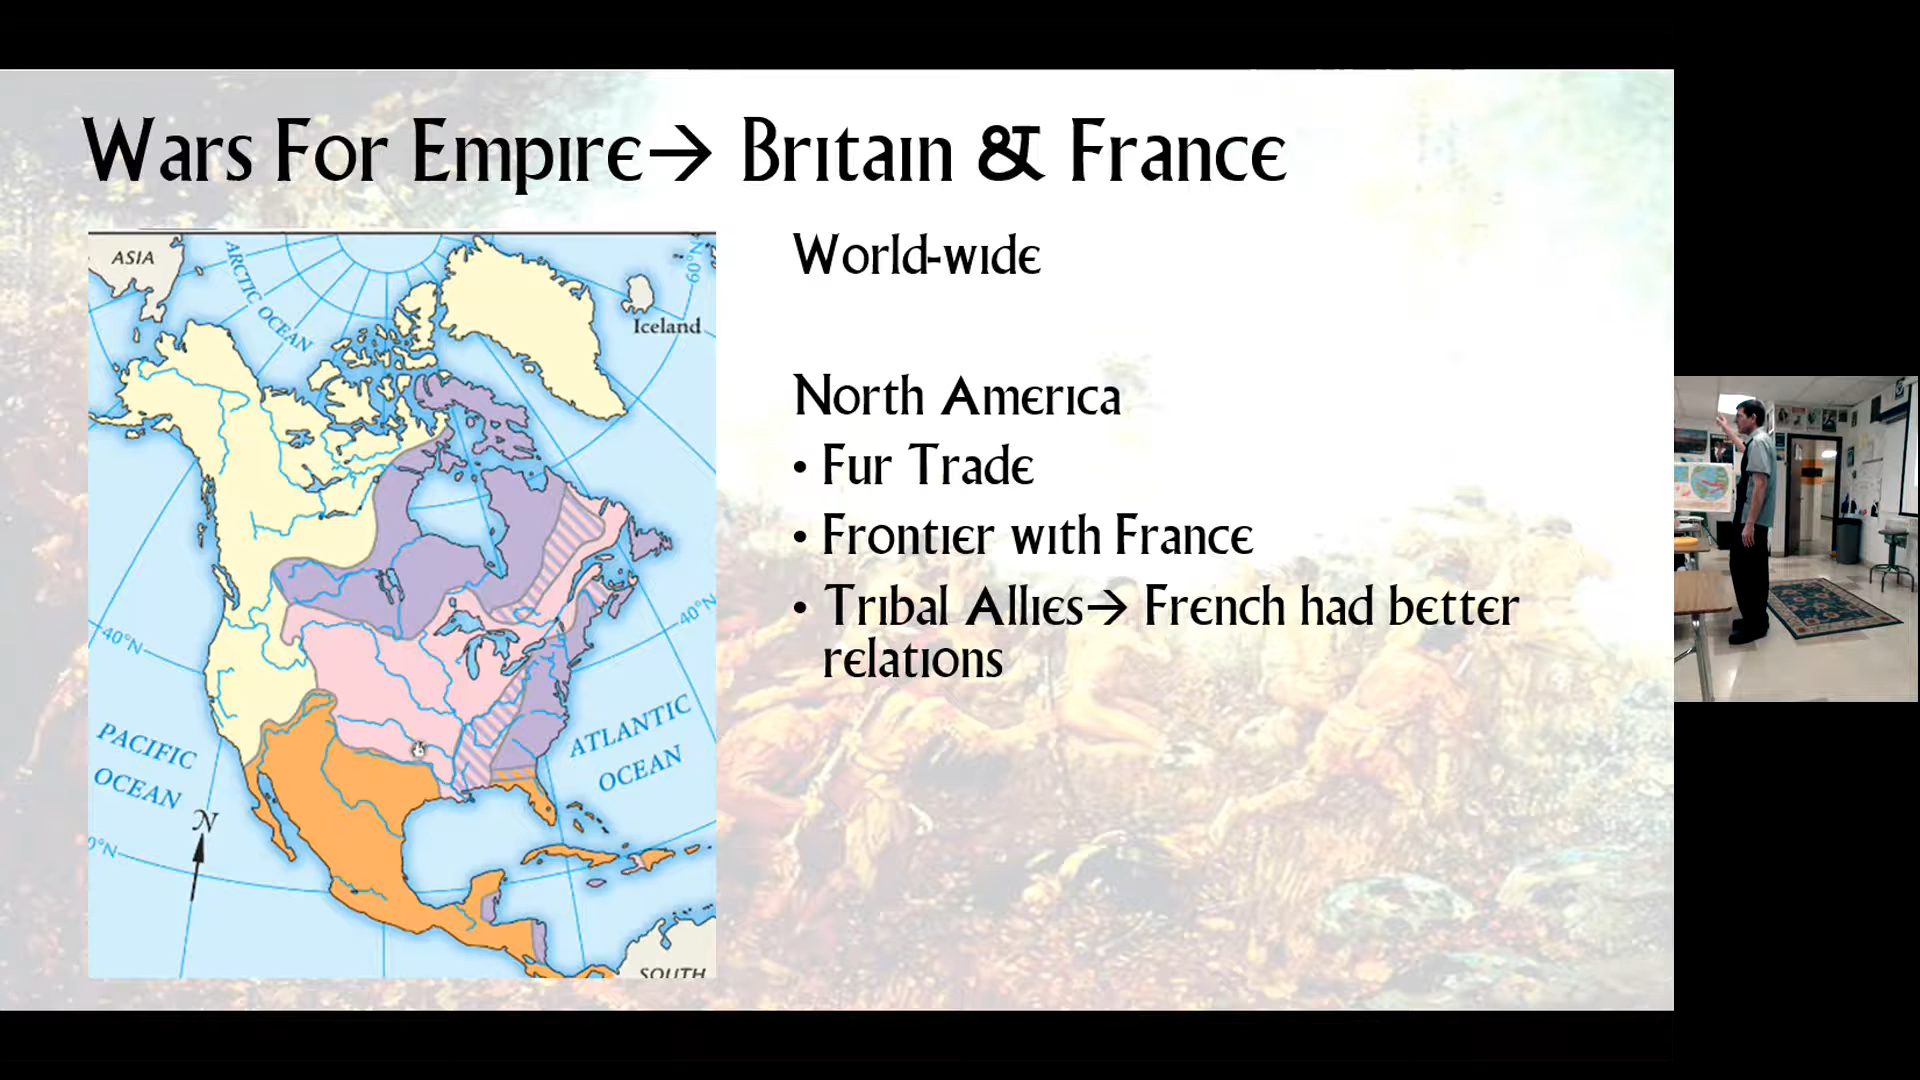 Wars For Empire→ Britain & France
World-wide
North America
• Fur Trade
• Frontier with France
• Tribal Allies→ French had better
relations
ASIA
ARCTIC OCEAN
60°N
Iceland
40°N
40°N
PACIFIC
OCEAN
ATLANTIC
OCEAN
N
0°N
SOUTH